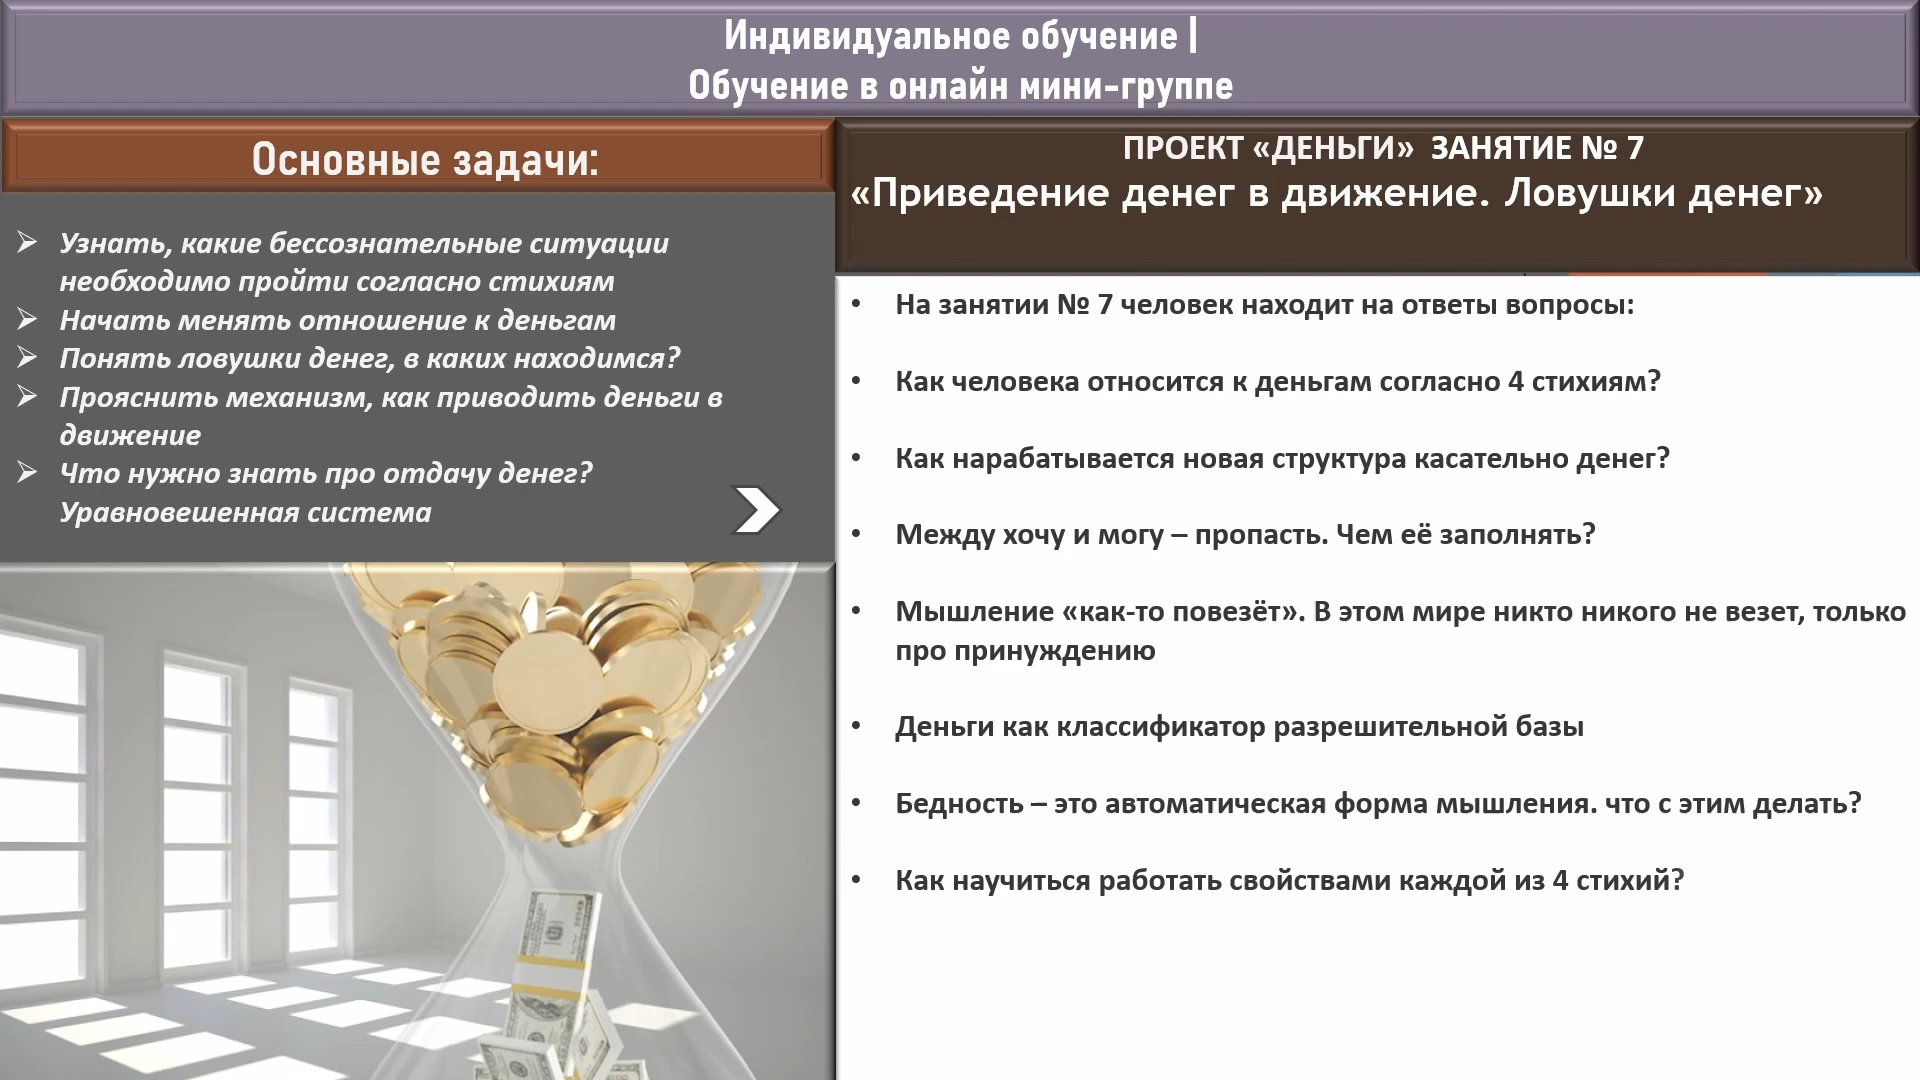 Индивидуальное обучение |
Обучение в онлайн мини-группе
Основные задачи:
Узнать, какие бессознательные ситуации
необходимо пройти согласно стихиям
Начать менять отношение к деньгам
Понять ловушки денег, в каких находимся?
Прояснить механизм, как приводить деньги в
движение
Что нужно знать про отдачу денег?
Уравновешенная система
ПРОЕКТ «ДЕНЬГИ» ЗАНЯТИЕ № 7
«Приведение денег в движение. Ловушки денег»
На занятии № 7 человек находит на ответы вопросы:
Как человека относится к деньгам согласно 4 стихиям?
Как нарабатывается новая структура касательно денег?
Между хочу и могу – пропасть. Чем её заполнять?
Мышление «как-то повезёт». В этом мире никто никого не везет, только
про принуждению
Деньги как классификатор разрешительной базы
Бедность – это автоматическая форма мышления. что с этим делать?
Как научиться работать свойствами каждой из 4 стихий?